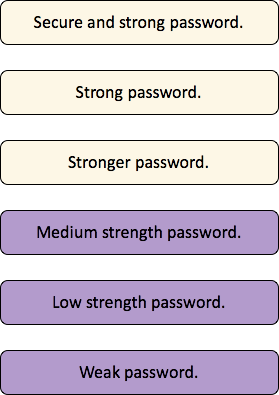 Secure and strong password.
Strong password.
Stronger password.
Medium strength password.
Low strength password.
Weak password.